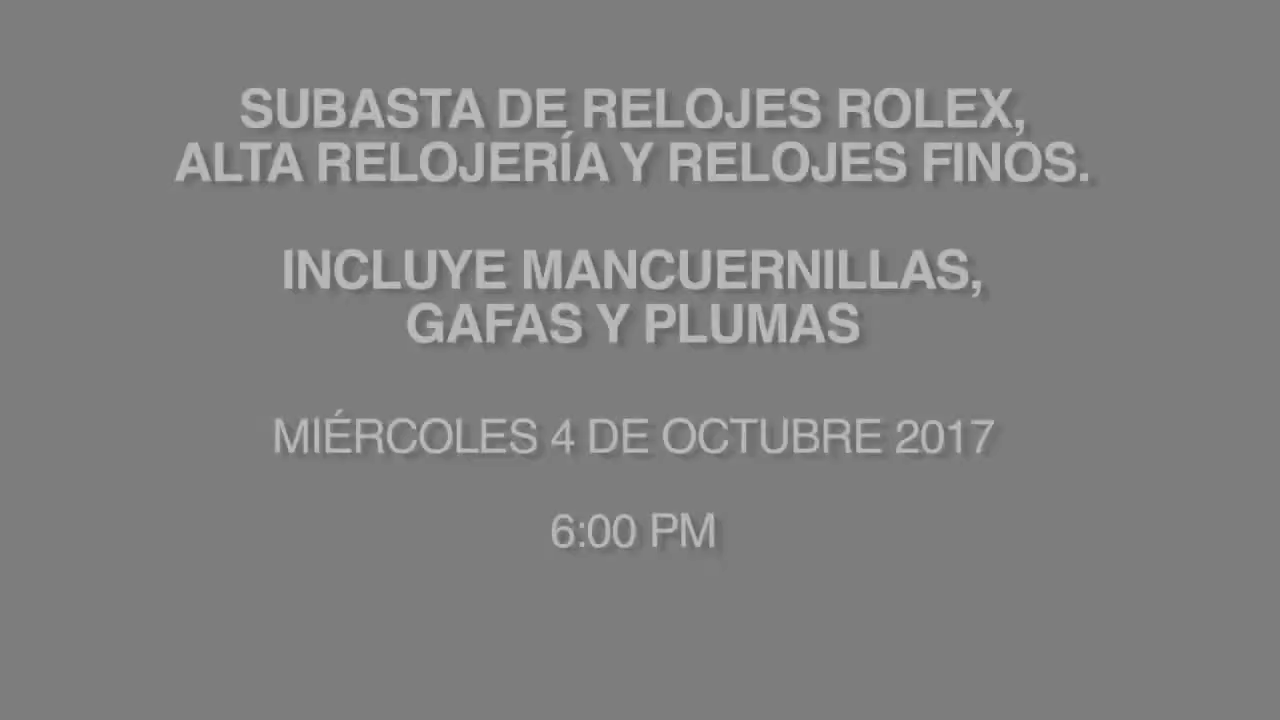 SUBASTA DE RELOJES ROLEX,
ALTA RELOJERÍA Y RELOJES FINOS.
INCLUYE MANCUERNILLAS,
GAFAS Y PLUMAS
MIÉRCOLES 4 DE OCTUBRE 2017
6:00 PM